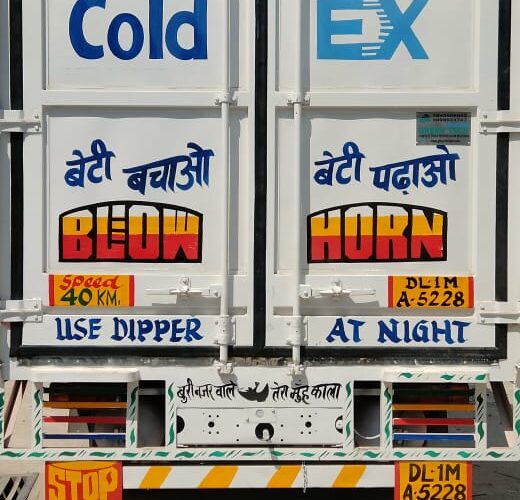 Cold EX
बेटी बचाओ बेटी पढ़ाओ
BLOW HORN
Speed
40 KM.
DL-1M
A-5228
USE DIPPER AT NIGHT
बुरी नजर वाले तेरा मुँह काला
STOP
DL-1M
A-5228